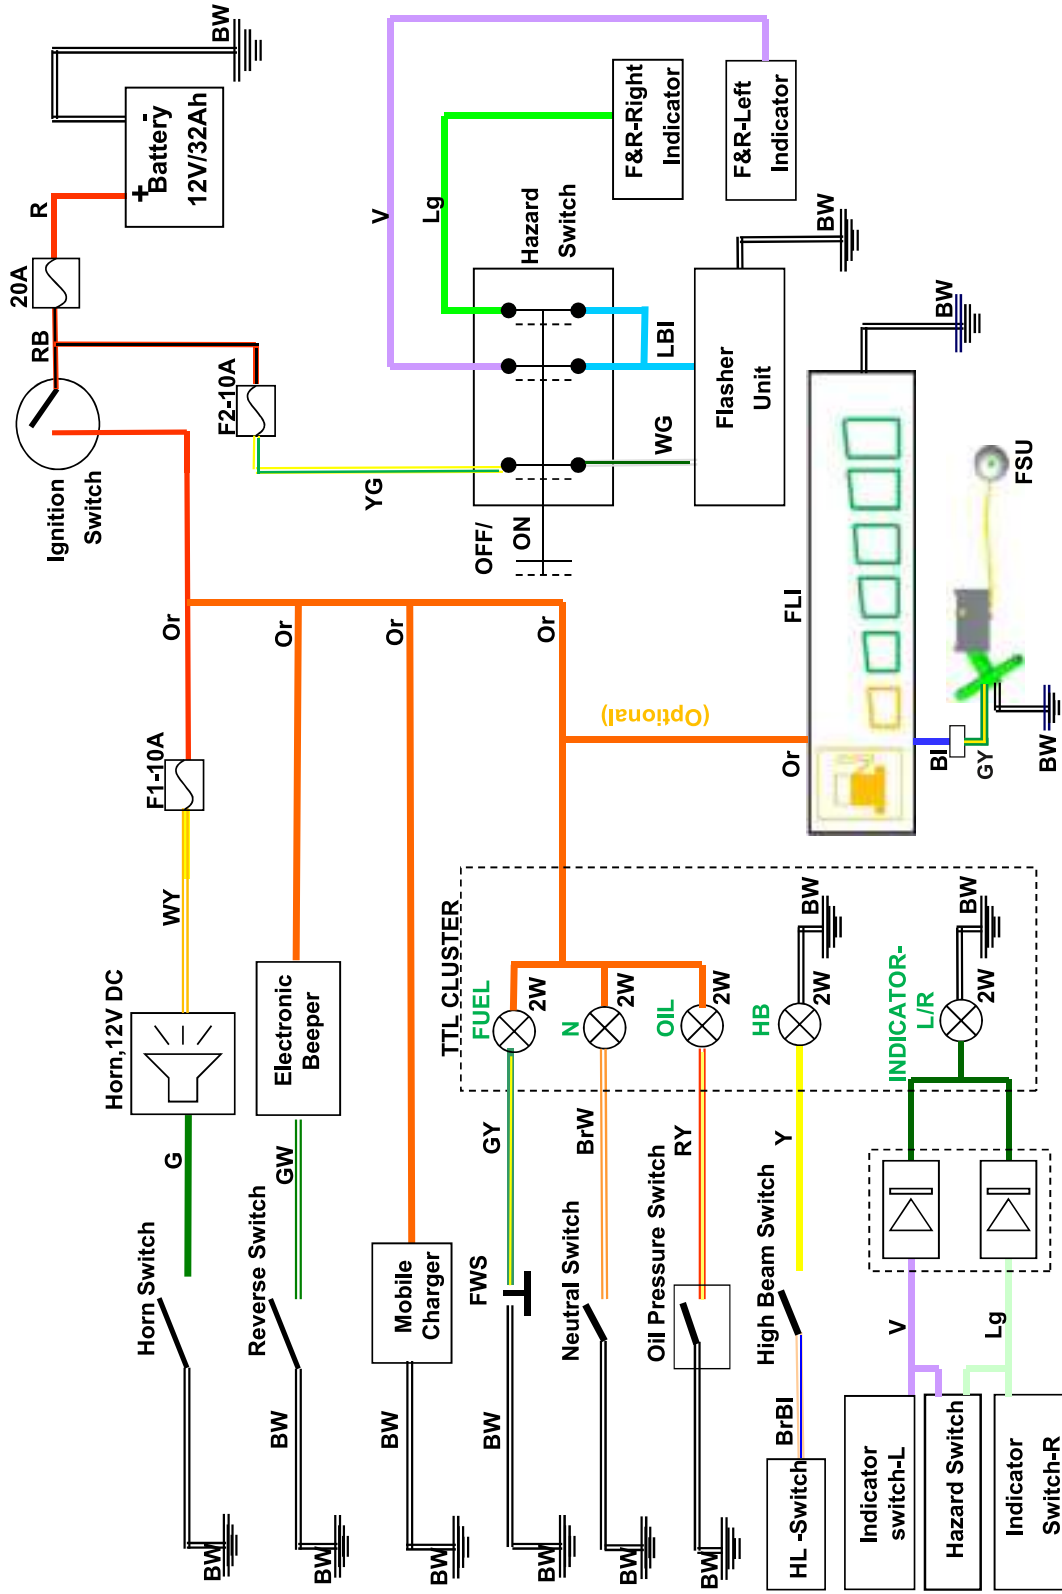 BW
Battery
+ -
12V/32Ah
R
20A
RB
Ignition
Switch
F2-10A
YG
V
Lg
Hazard
Switch
F&R-Right
Indicator
F&R-Left
Indicator
BW
LBl
WG
Flasher
Unit
OFF/
ON
Or
Or
Or
Or
(Optional)
Or
FLI
BW
FSU
Bl
GY
BW
F1-10A
WY
Horn,12V DC
G
Horn Switch
BW
Electronic
Beeper
GW
Reverse Switch
BW
BW
Mobile
Charger
BW
BW
TTL CLUSTER
FUEL
2W
GY
FWS
BW
BW
N
2W
BrW
Neutral Switch
BW
OIL
2W
RY
Oil Pressure Switch
BW
HB
2W
BW
Y
High Beam Switch
BrBl
HL -Switch
INDICATOR-
L/R
2W
BW
V
Lg
Indicator
switch-L
Hazard Switch
Indicator
Switch-R